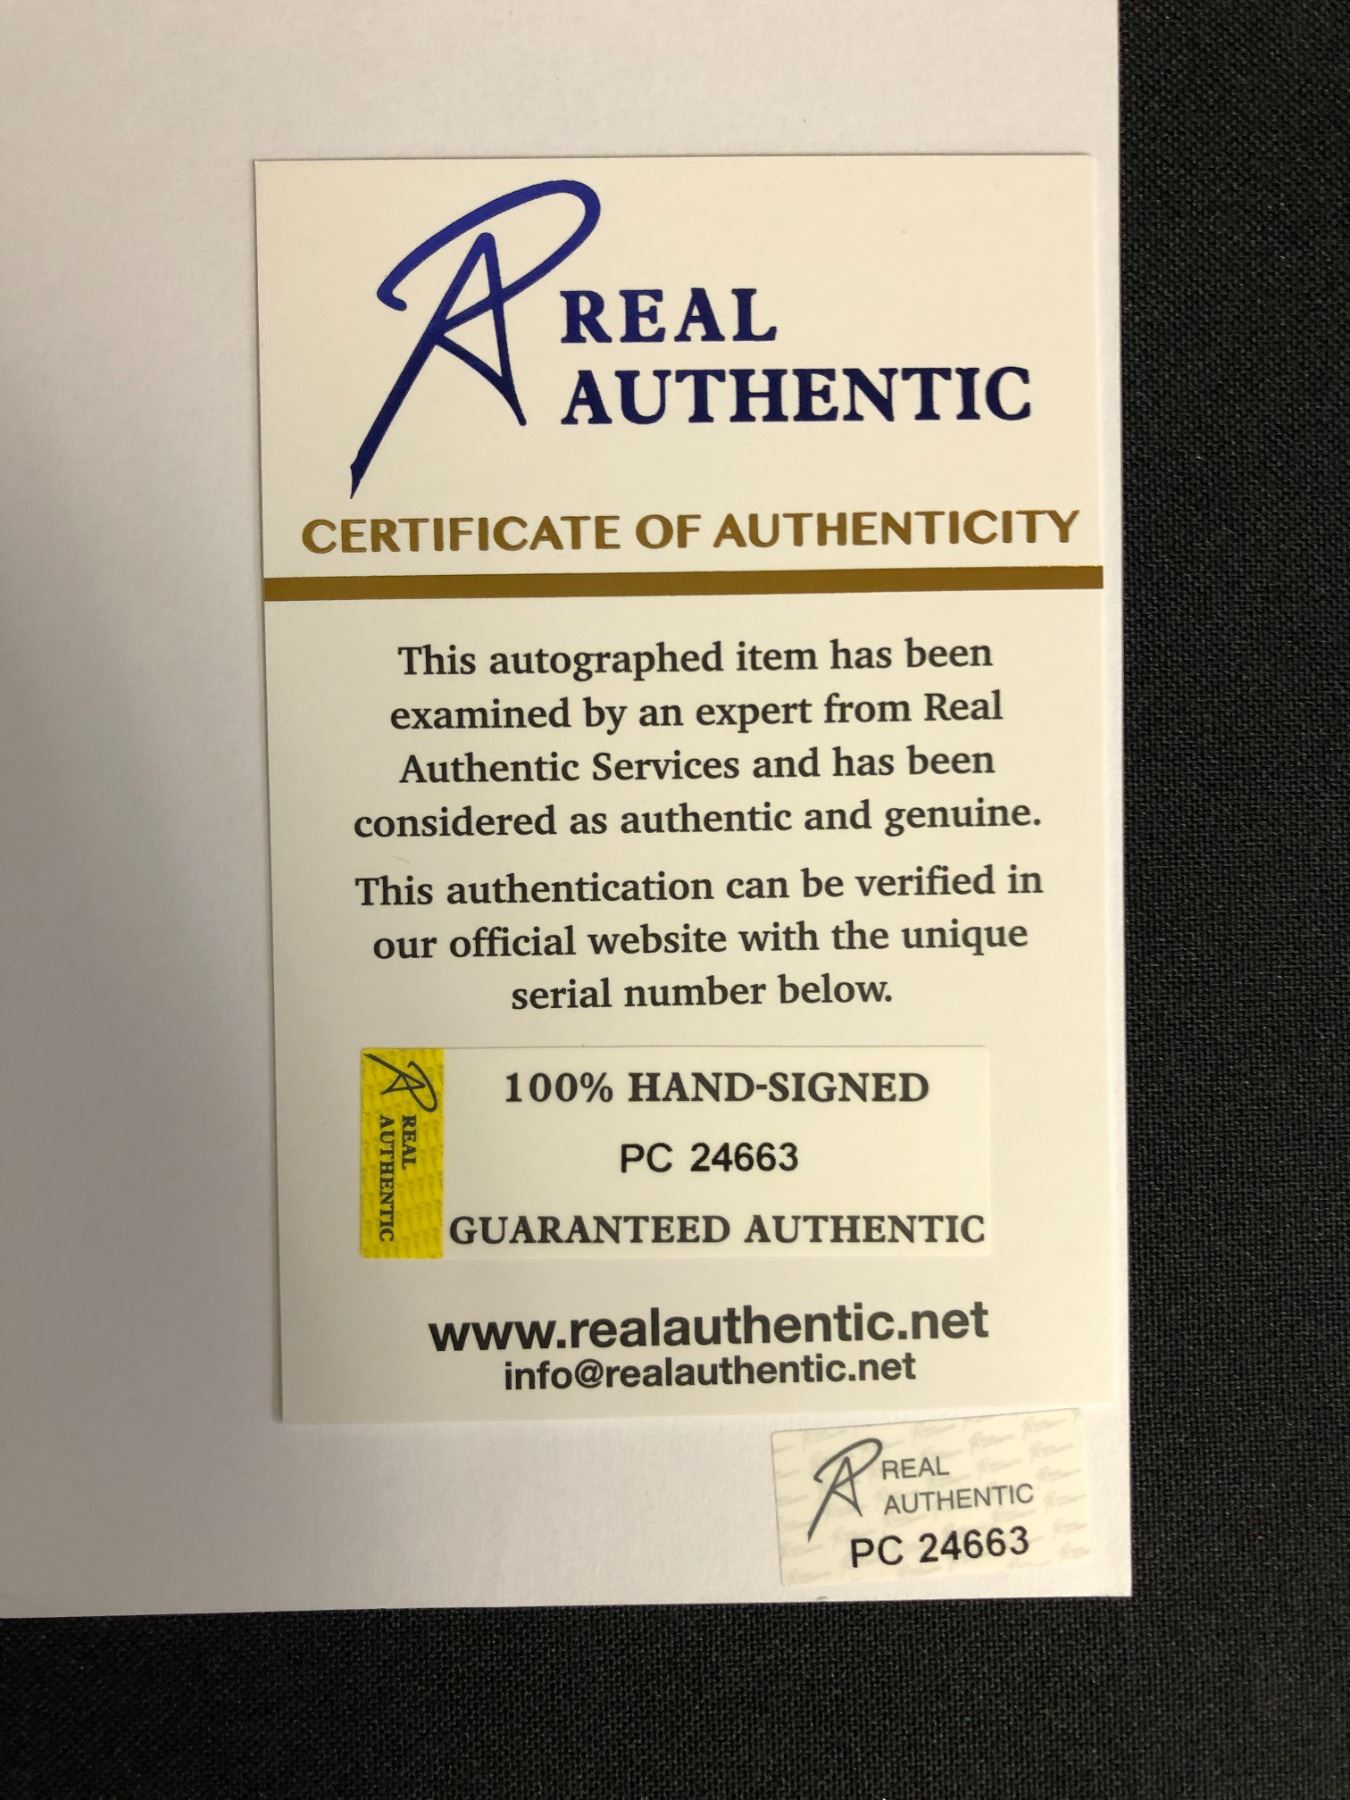 REAL
AUTHENTIC
CERTIFICATE OF AUTHENTICITY
This autographed item has been
examined by an expert from Real
Authentic Services and has been
considered as authentic and genuine.
This authentication can be verified in
our official website with the unique
serial number below.
REAL
AUTHENTIC
100% HAND-SIGNED
PC 24663
GUARANTEED AUTHENTIC
www.realauthentic.net
info@realauthentic.net
REAL
AUTHENTIC
PC 24663